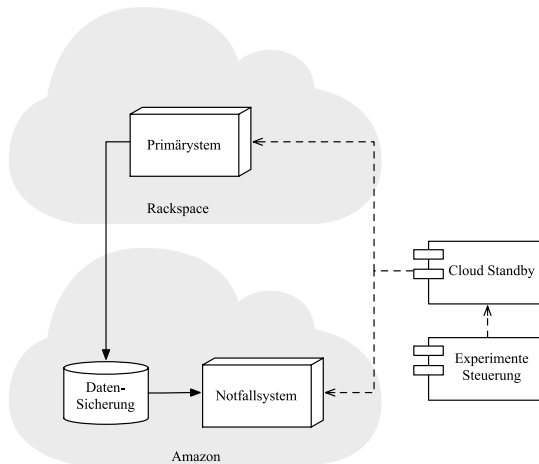 Primärystem
Rackspace
Cloud Standby
Experimente
Steuerung
Daten-
Sicherung
Notfallsystem
Amazon